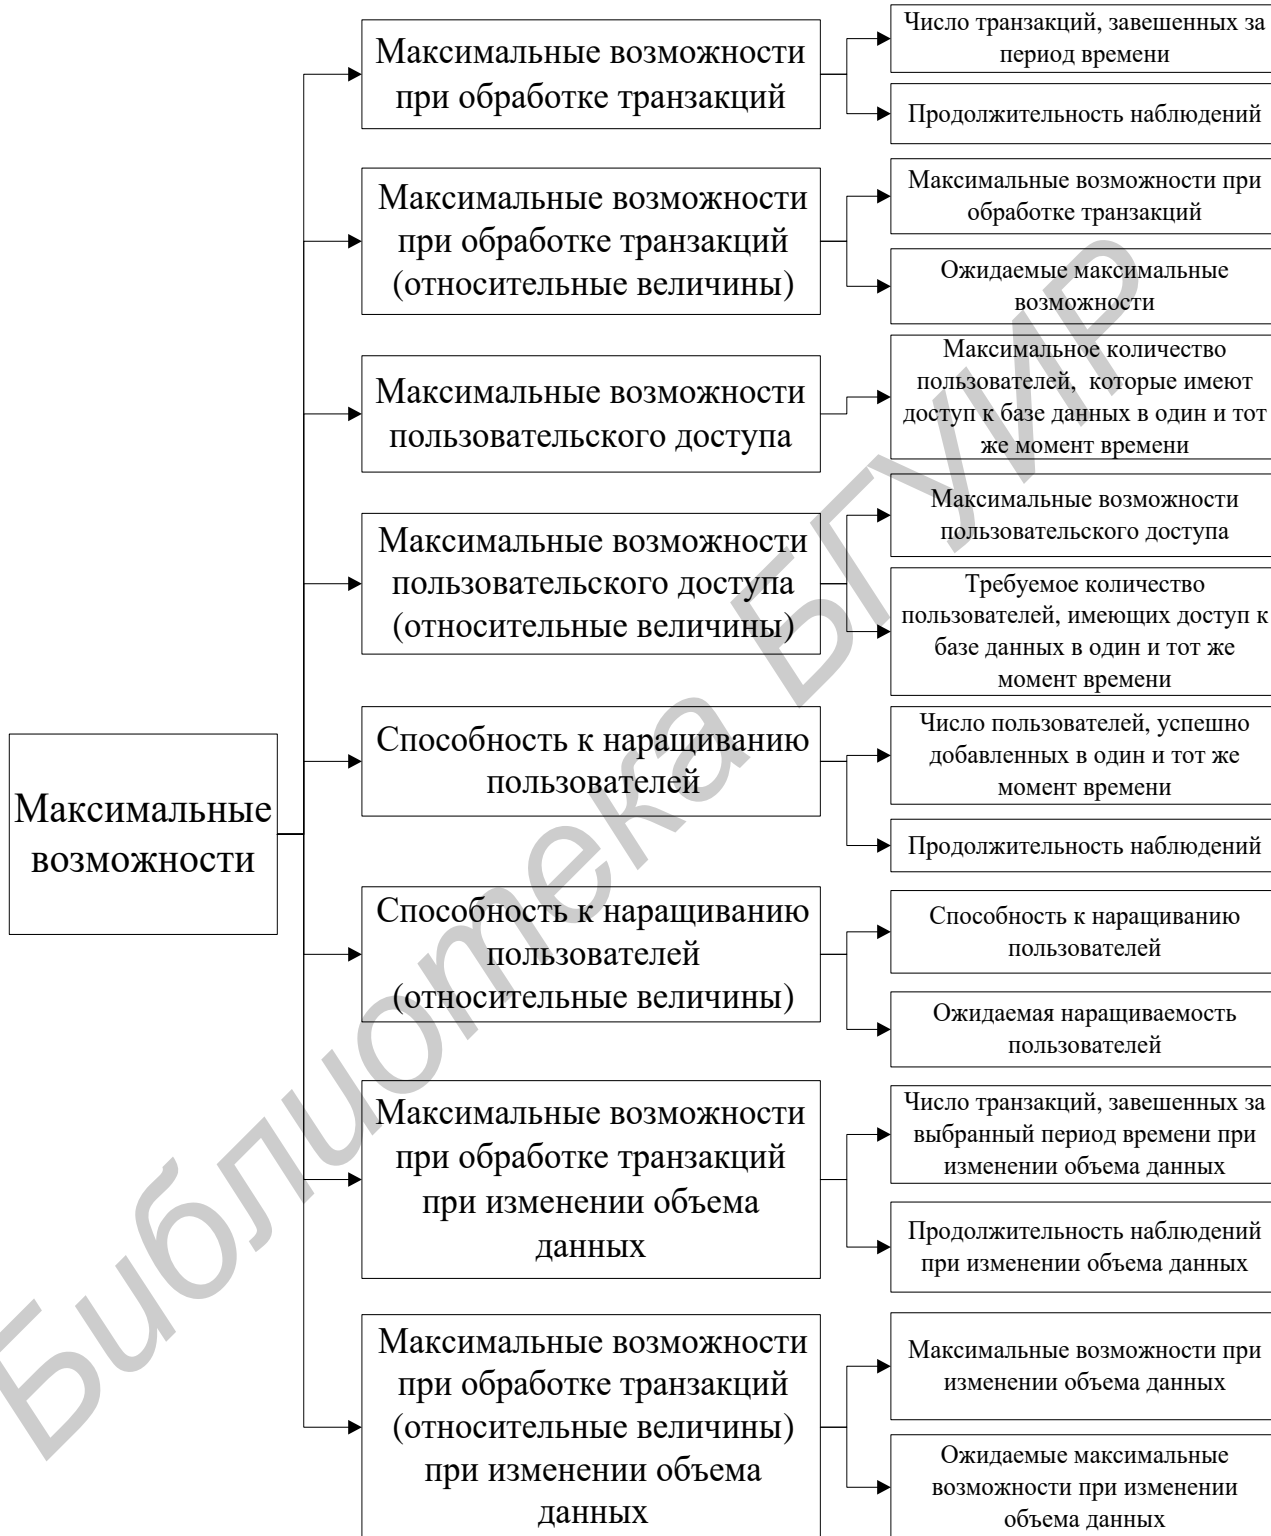 Максимальные
возможности
Максимальные возможности
при обработке транзакций
Число транзакций, завешенных за
период времени
Продолжительность наблюдений
Максимальные возможности
при обработке транзакций
(относительные величины)
Максимальные возможности при
обработке транзакций
Ожидаемые максимальные
возможности
Максимальные возможности
пользовательского доступа
Максимальное количество
пользователей, которые имеют
доступ к базе данных в один и тот
же момент времени
Максимальные возможности
пользовательского доступа
(относительные величины)
Максимальные возможности
пользовательского доступа
Требуемое количество
пользователей, имеющих доступ к
базе данных в один и тот же
момент времени
Способность к наращиванию
пользователей
Число пользователей, успешно
добавленных в один и тот же
момент времени
Продолжительность наблюдений
Способность к наращиванию
пользователей
(относительные величины)
Способность к наращиванию
пользователей
Ожидаемая наращиваемость
пользователей
Максимальные возможности
при обработке транзакций
при изменении объема
данных
Число транзакций, завешенных за
выбранный период времени при
изменении объема данных
Продолжительность наблюдений
при изменении объема данных
Максимальные возможности
при обработке транзакций
(относительные величины)
при изменении объема
данных
Максимальные возможности при
изменении объема данных
Ожидаемые максимальные
возможности при изменении
объема данных
Библиотека БГУИР